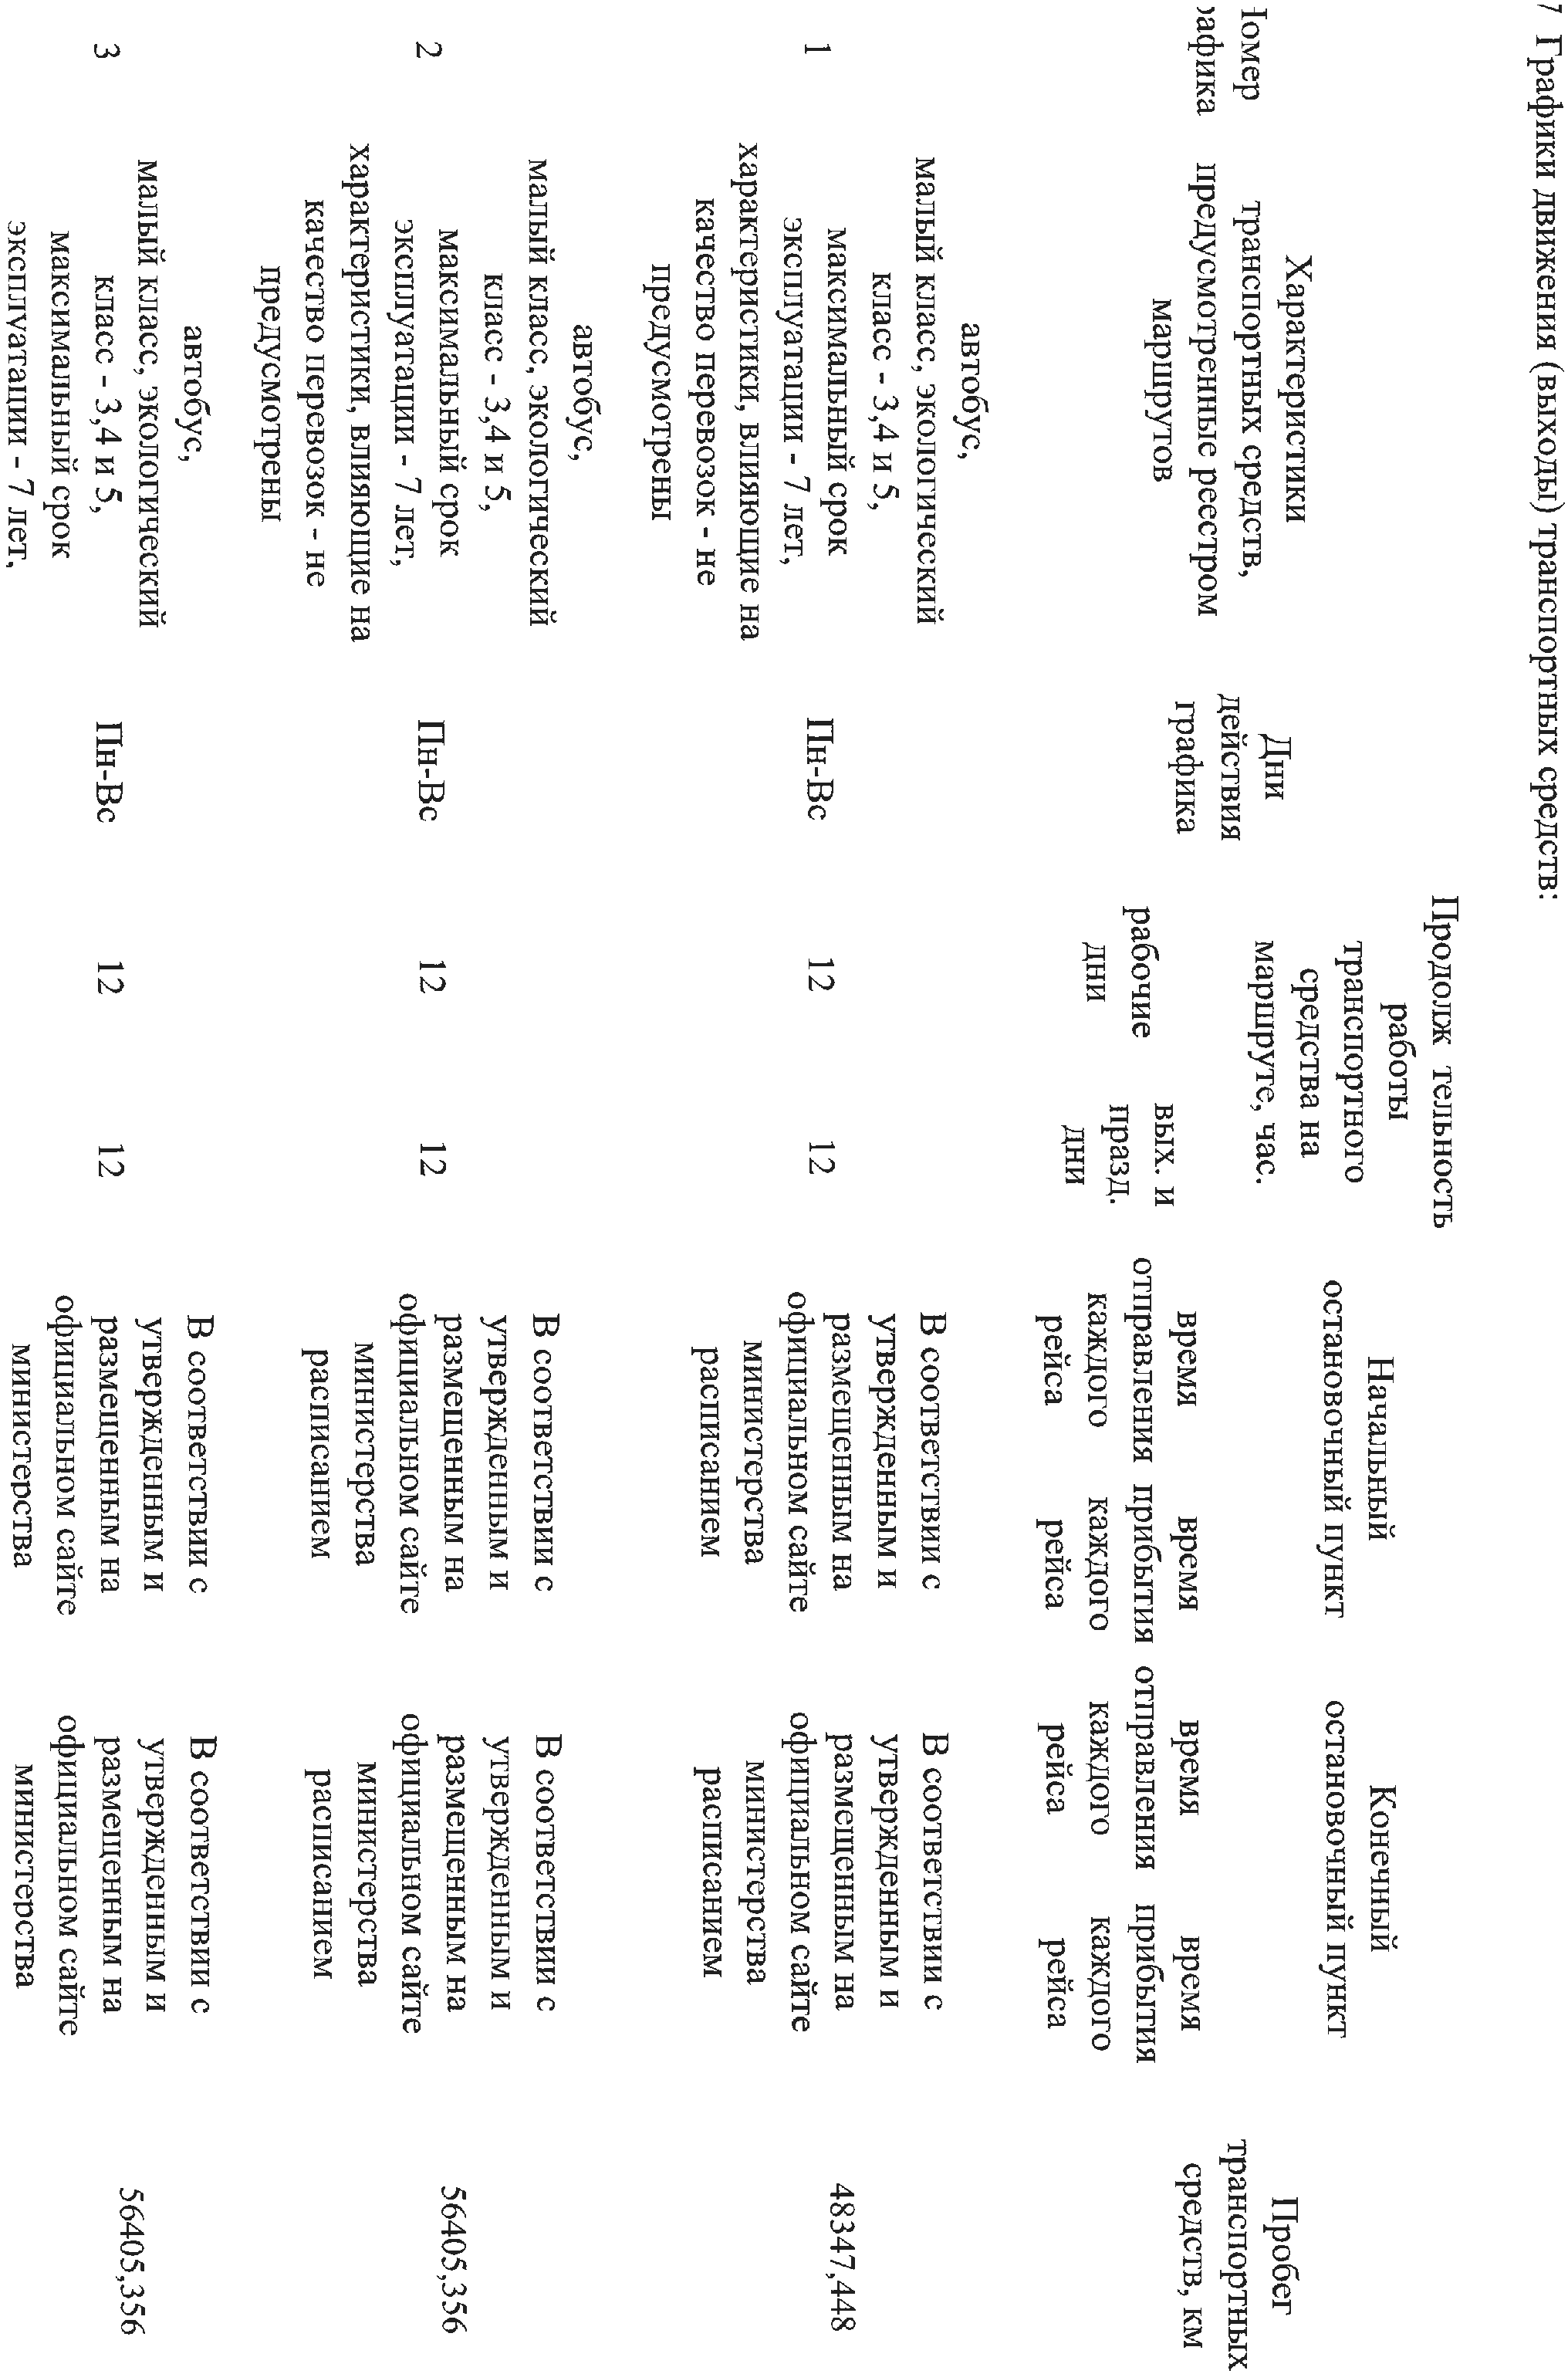 7 Графики движения (выходы) транспортных средств:
Номер
графика
Характеристики
транспортных средств,
предусмотренные реестром
маршрутов
Дни
действия
графика
Продолж тельность
работы
транспортного
средства на
маршруте, час.
рабочие
дни
вых. и
празд.
дни
Начальный
остановочный пункт
время
отправления
каждого
рейса
время
прибытия
каждого
рейса
Конечный
остановочный пункт
время
отправления
каждого
рейса
время
прибытия
каждого
рейса
Пробег
транспортных
средств, км
1
автобус,
малый класс, экологический
класс - 3,4 и 5,
максимальный срок
эксплуатации - 7 лет,
характеристики, влияющие на
качество перевозок - не
предусмотрены
Пн-Вс
12
12
В соответствии с
утвержденным и
размещенным на
официальном сайте
министерства
расписанием
В соответствии с
утвержденным и
размещенным на
официальном сайте
министерства
расписанием
48347,448
2
автобус,
малый класс, экологический
класс - 3,4 и 5,
максимальный срок
эксплуатации - 7 лет,
характеристики, влияющие на
качество перевозок - не
предусмотрены
Пн-Вс
12
12
В соответствии с
утвержденным и
размещенным на
официальном сайте
министерства
расписанием
В соответствии с
утвержденным и
размещенным на
официальном сайте
министерства
расписанием
56405,356
3
автобус,
малый класс, экологический
класс - 3,4 и 5,
максимальный срок
эксплуатации - 7 лет,
Пн-Вс
12
12
В соответствии с
утвержденным и
размещенным на
официальном сайте
министерства
В соответствии с
утвержденным и
размещенным на
официальном сайте
министерства
56405,356